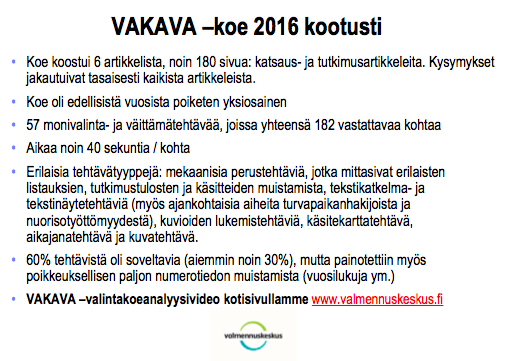 VAKAVA –koe 2016 kootusti
• Koe koostui 6 artikkelista, noin 180 sivua: katsaus- ja tutkimusartikkeleita. Kysymykset
jakautuivat tasaisesti kaikista artikkeleista.
• Koe oli edellisistä vuosista poiketen yksiosainen
• 57 monivalinta- ja väittämätehtävää, joissa yhteensä 182 vastattavaa kohtaa
• Aikaa noin 40 sekuntia / kohta
• Erilaisia tehtävätyyppejä: mekaanisia perustehtäviä, jotka mittasivat erilaisten
listauksien, tutkimustulosten ja käsitteiden muistamista, tekstikatkelma- ja
tekstinäytetehtäviä (myös ajankohtaisia aiheita turvapaikanhakijoista ja
nuorisotyöttömyydestä), kuvioiden lukemistehtäviä, käsitekarttatehtävä,
aikajanatehtävä ja kuvatehtävä.
• 60% tehtävistä oli soveltavia (aiemmin noin 30%), mutta painotettiin myös
poikkeuksellisen paljon numerotiedon muistamista (vuosilukuja ym.)
• VAKAVA –valintakoeanalyysivideo kotisivullamme www.valmennuskeskus.fi
valmennuskeskus